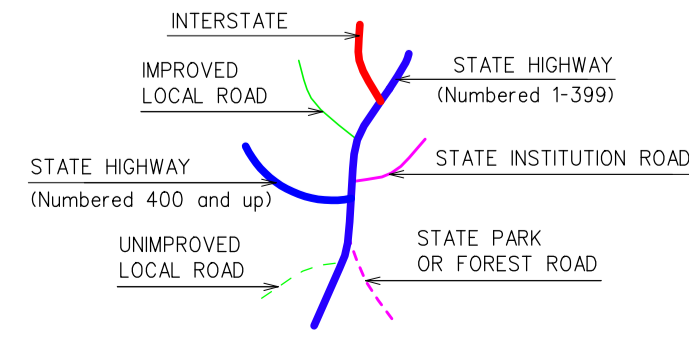 INTERSTATE
IMPROVED
LOCAL ROAD
STATE HIGHWAY
(Numbered 1-399)
STATE HIGHWAY
(Numbered 400 and up)
STATE INSTITUTION ROAD
UNIMPROVED
LOCAL ROAD
STATE PARK
OR FOREST ROAD